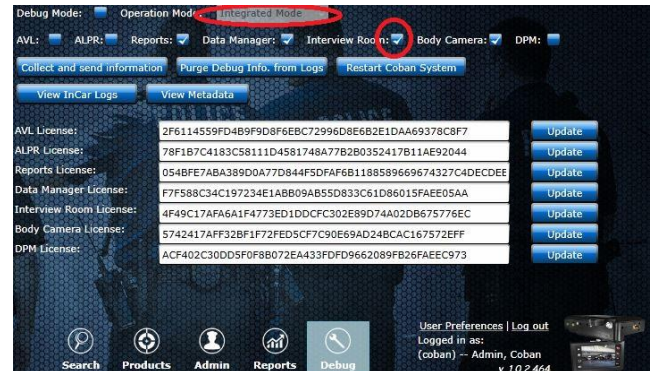 Debug Mode: Operation Mode: Integrated Mode
AVL: ALPR: Reports: Data Manager: Interview Room: Body Camera: DPM:
Collect and send information Purge Debug Info. from Logs Restart Coban System
View InCar Logs View Metadata
POLICE
AVL License: 2F6114559FD4B9F9D8F6EBC72996D8E6B2E1DAA69378C8F7 Update
ALPR License: 78F1B7C4183C58111D4581748A77B2B0352417B11AE92044 Update
Reports License: 054BFE7ABA389D0A77D844F5DFAF6B1188589669674327C4DECDEE Update
Data Manager License: F7F588C34C197234E1ABB09AB55D833C61D86015FAEE05AA Update
Interview Room License: 4F49C17AFA6A1F4773ED1DDCFC302E89D74A02DB675776EC Update
Body Camera License: 5742417AFF32BF1F72FED5CF7C90E69AD24BCAC167572EFF Update
DPM License: ACF402C30DD5F0F8B072EA433FDFD9662089FB26FAEEC973 Update
User Preferences | Log out
Logged in as:
(coban) -- Admin, Coban
Search Products Admin Reports Debug
v 10.2.464